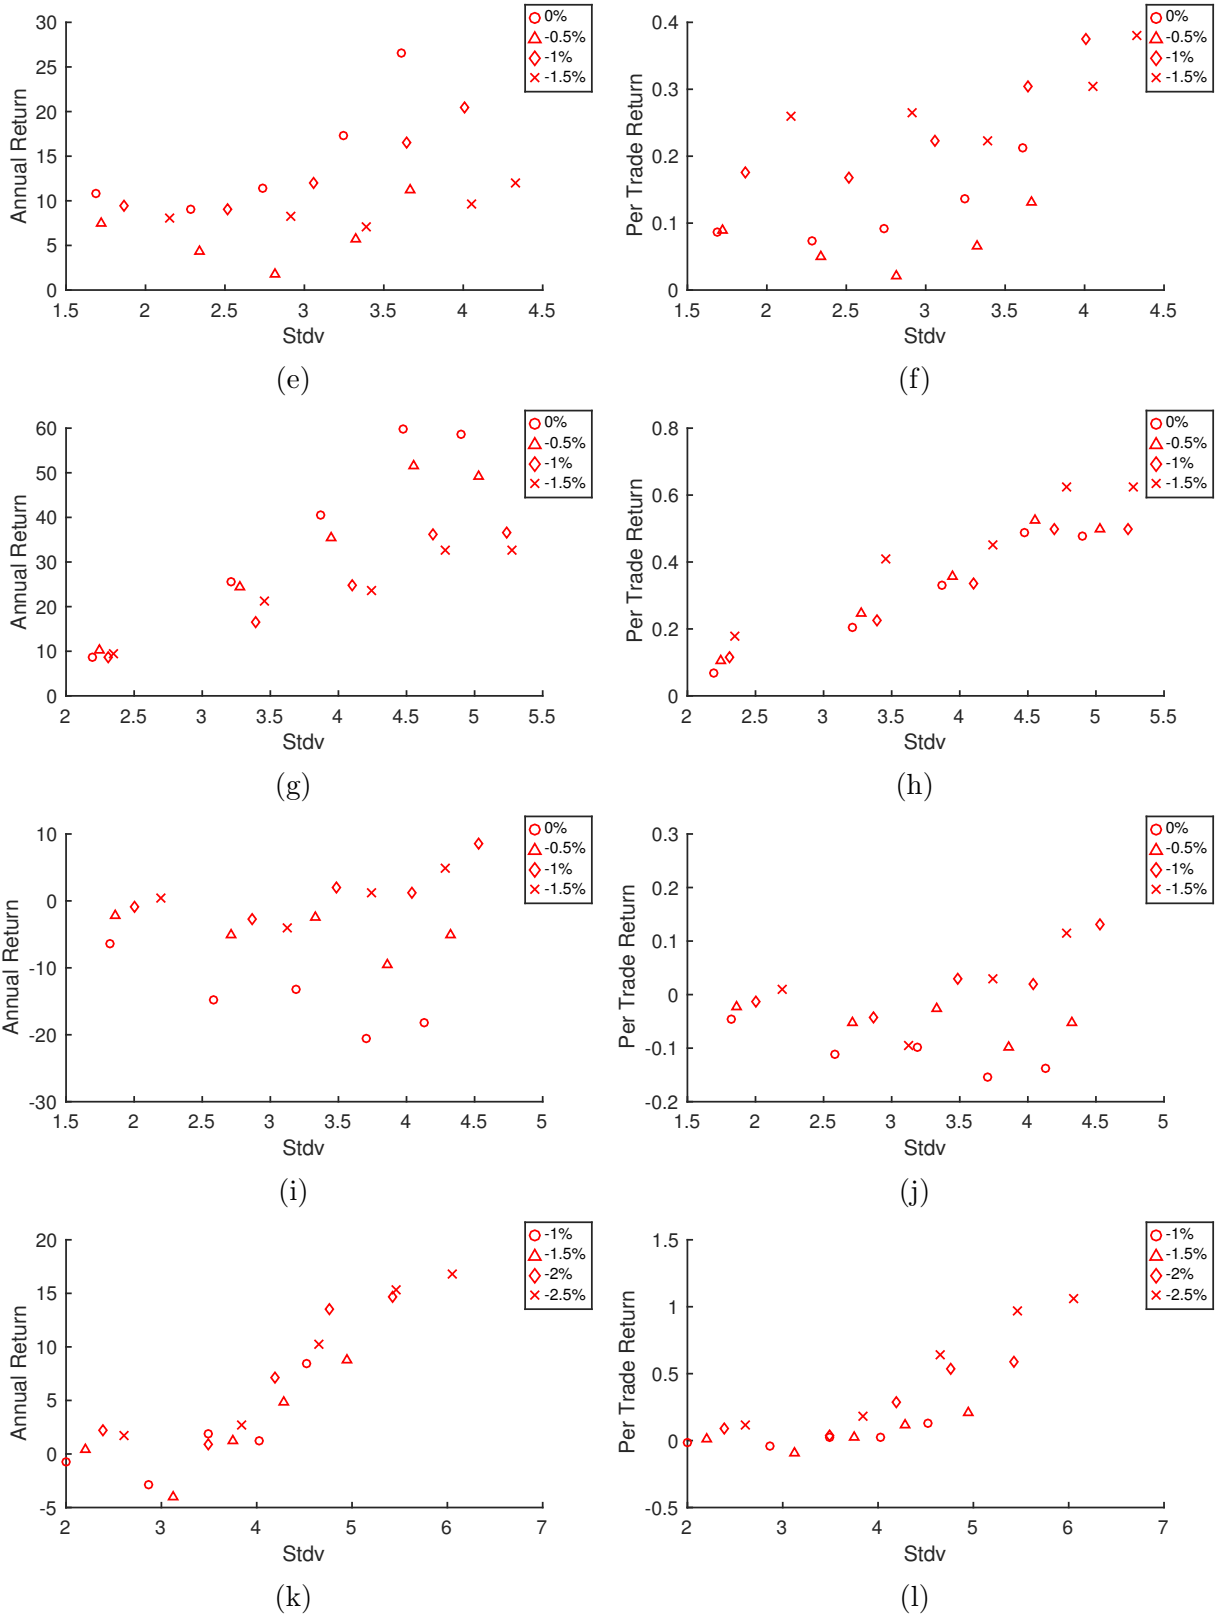 30
25
20
15
10
5
0
1.5 2 2.5 3 3.5 4 4.5
Annual Return
Stdv
0%
-0.5%
-1%
-1.5%
(e)
0.4
0.3
0.2
0.1
0
1.5 2 2.5 3 3.5 4 4.5
Per Trade Return
Stdv
0%
-0.5%
-1%
-1.5%
(f)
60
50
40
30
20
10
0
2 2.5 3 3.5 4 4.5 5 5.5
Annual Return
Stdv
0%
-0.5%
-1%
-1.5%
(g)
0.8
0.6
0.4
0.2
0
2 2.5 3 3.5 4 4.5 5 5.5
Per Trade Return
Stdv
0%
-0.5%
-1%
-1.5%
(h)
10
0
-10
-20
-30
1.5 2 2.5 3 3.5 4 4.5 5
Annual Return
Stdv
0%
-0.5%
-1%
-1.5%
(i)
0.3
0.2
0.1
0
-0.1
-0.2
1.5 2 2.5 3 3.5 4 4.5 5
Per Trade Return
Stdv
0%
-0.5%
-1%
-1.5%
(j)
20
15
10
5
0
-5
2 3 4 5 6 7
Annual Return
Stdv
-1%
-1.5%
-2%
-2.5%
(k)
1.5
1
0.5
0
-0.5
2 3 4 5 6 7
Per Trade Return
Stdv
-1%
-1.5%
-2%
-2.5%
(l)